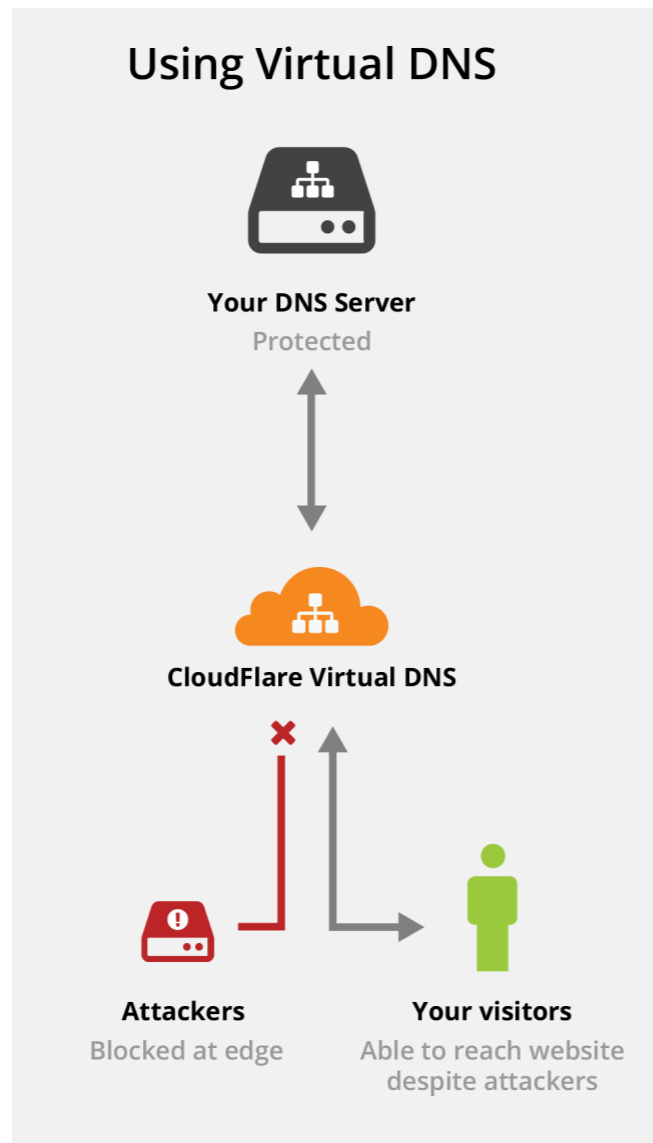 Using Virtual DNS
Your DNS Server
Protected
CloudFlare Virtual DNS
Attackers
Blocked at edge
Your visitors
Able to reach website
despite attackers